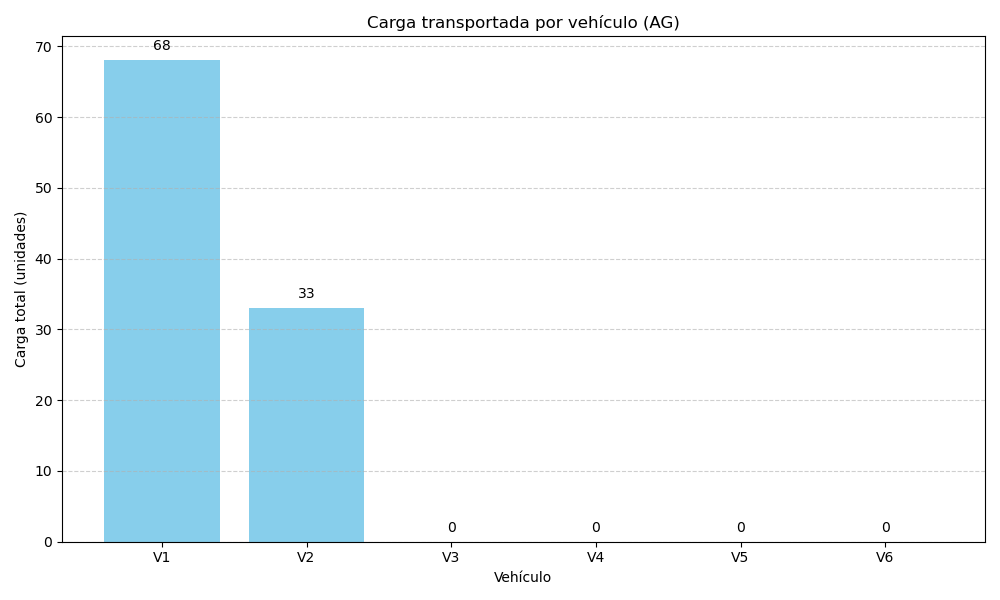 Carga transportada por vehículo (AG)
Carga total (unidades)
70
60
50
40
30
20
10
0
68
33
0
0
0
0
V1
V2
V3
V4
V5
V6
Vehículo